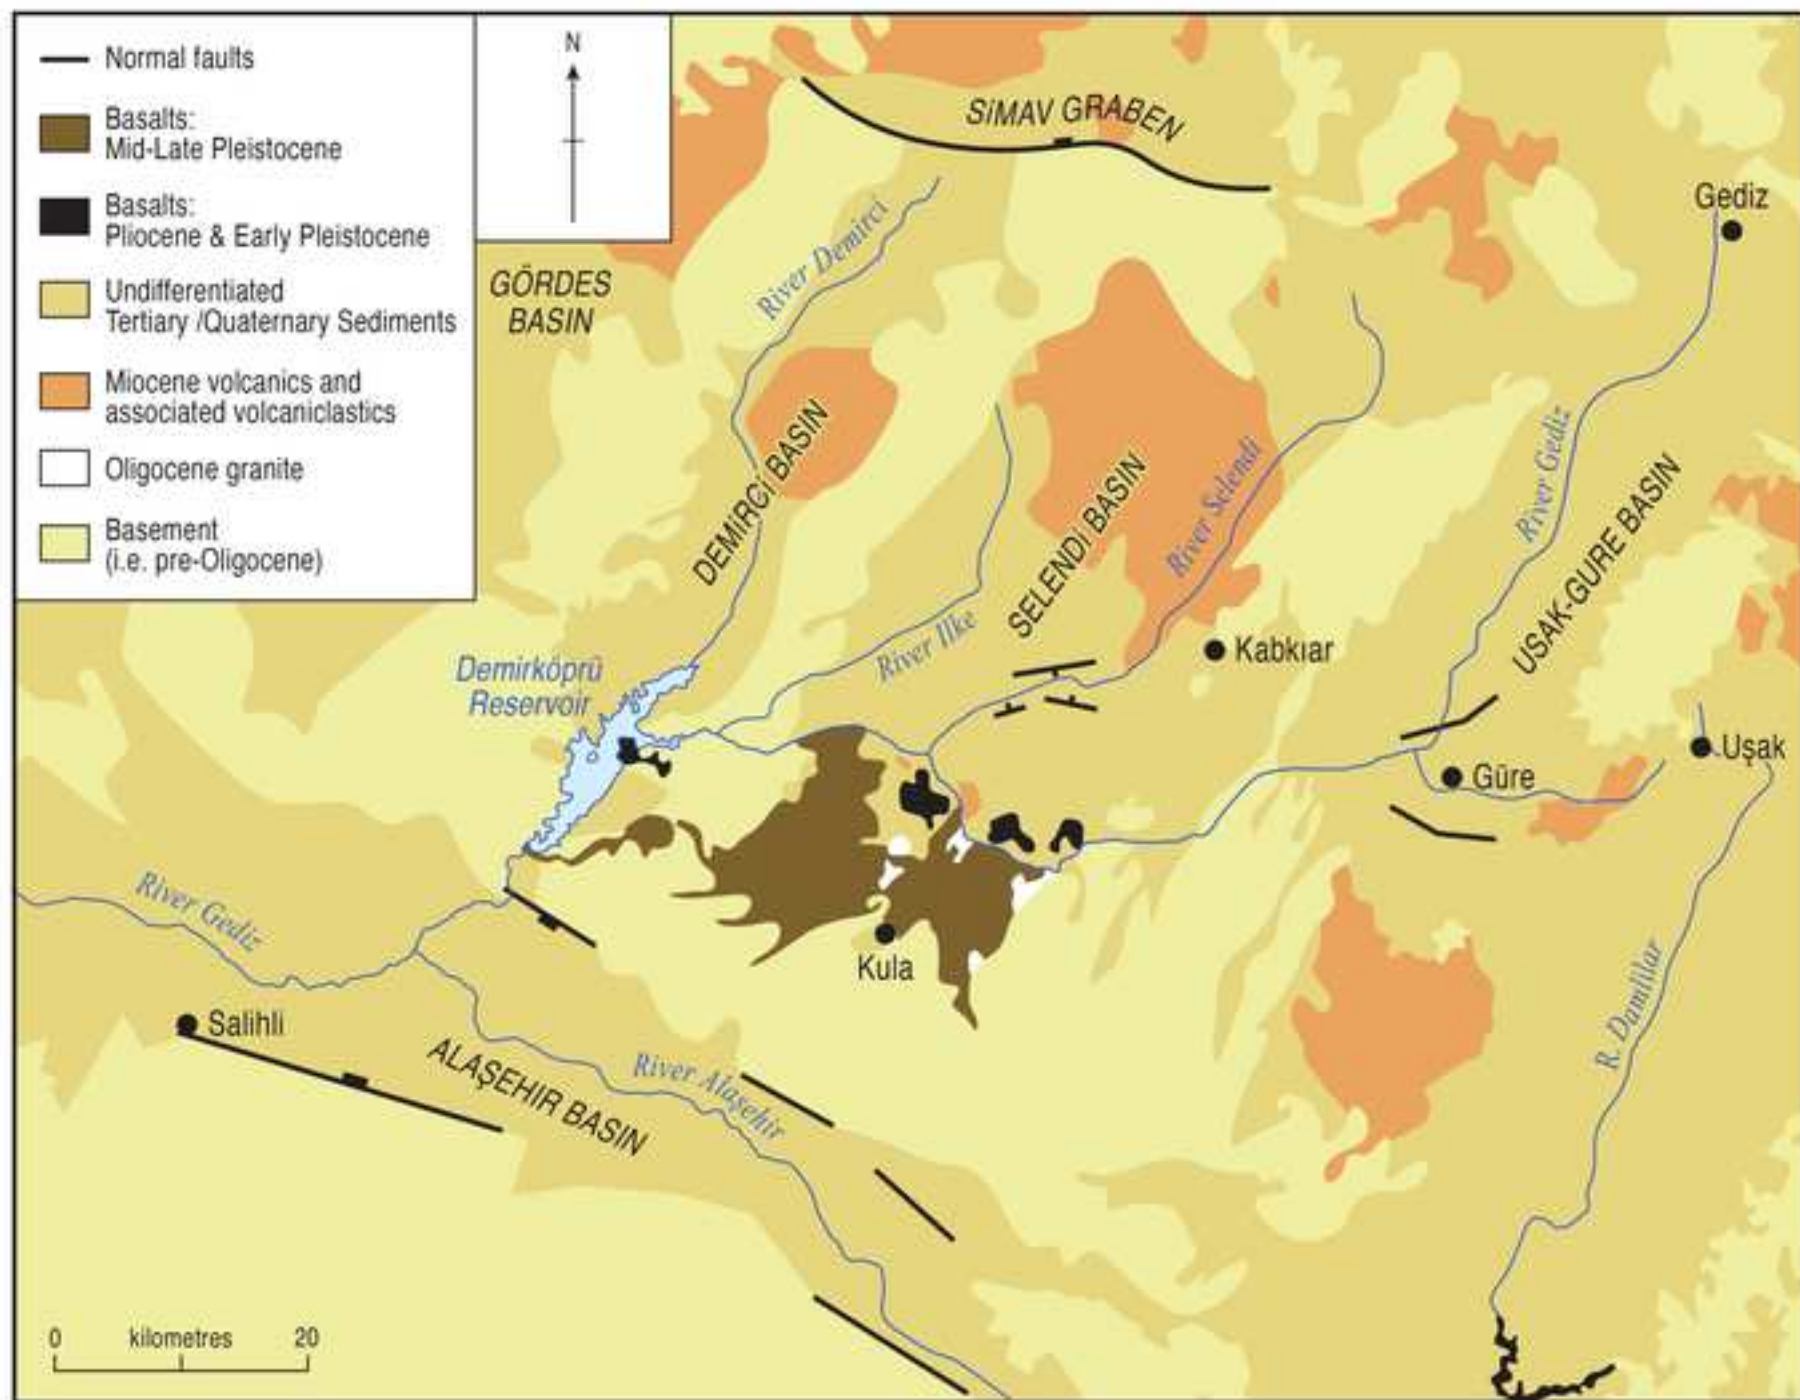 Normal faults
Basalts:
Mid-Late Pleistocene
Basalts:
Pliocene & Early Pleistocene
Undifferentiated
Tertiary /Quaternary Sediments
Miocene volcanics and
associated volcaniclastics
Oligocene granite
Basement
(i.e. pre-Oligocene)
N
SİMAV GRABEN
Gediz
GÖRDES
BASIN
River Demirci
DEMİRCİ BASIN
River Ilke
SELENDİ BASIN
River Selendi
River Gediz
USAK-GURE BASIN
Kabkıar
Demirköprü
Reservoir
Uşak
Güre
Kula
River Gediz
Salihli
ALAŞEHIR BASIN
River Alaşehir
R. Damlilar
0 kilometres 20